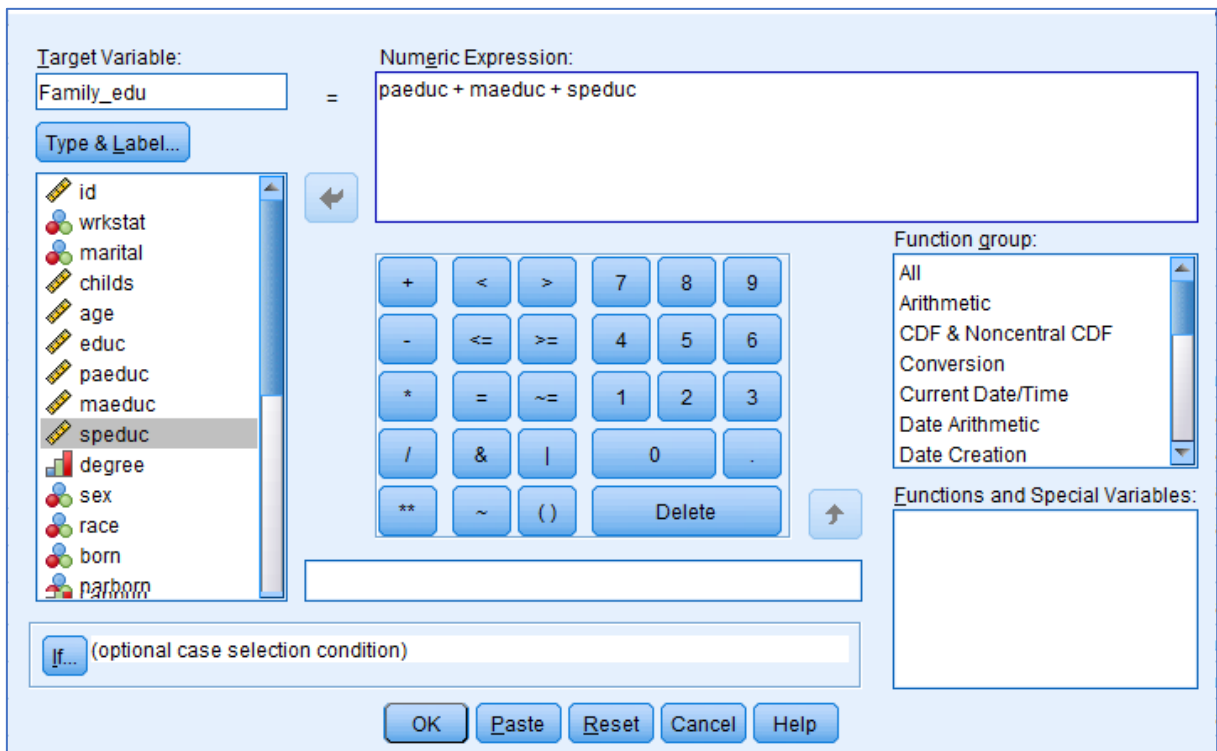 Target Variable:
Numeric Expression:
Family_edu
=
paeduc + maeduc + speduc
Type & Label...
id
wrkstat
marital
childs
age
educ
paeduc
maeduc
speduc
degree
sex
race
born
parborn
+ < > 7 8 9
- <= >= 4 5 6
* = ~= 1 2 3
/ & | 0 .
** ~ ( ) Delete
Function group:
All
Arithmetic
CDF & Noncentral CDF
Conversion
Current Date/Time
Date Arithmetic
Date Creation
Functions and Special Variables:
If... (optional case selection condition)
OK Paste Reset Cancel Help